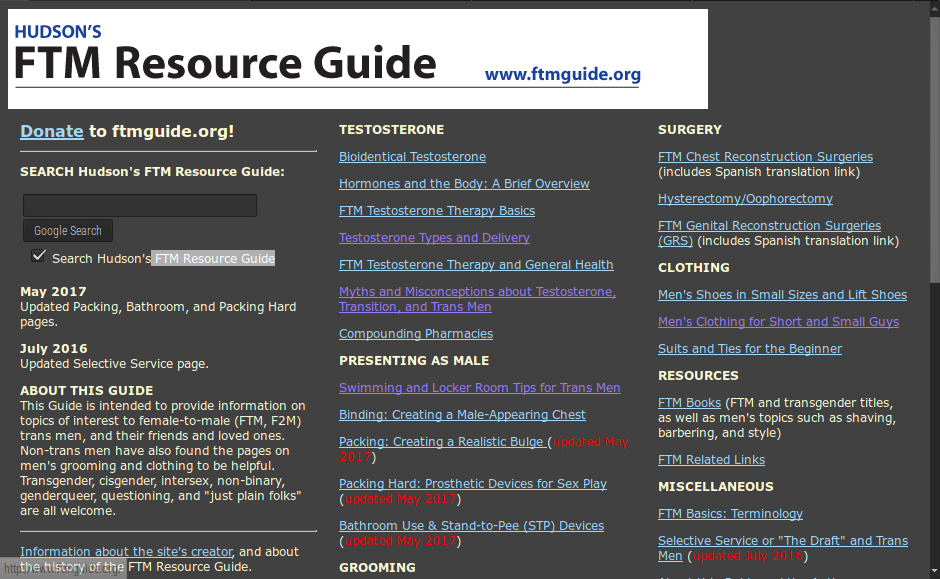 HUDSON'S
FTM Resource Guide
www.ftmguide.org
Donate to ftmguide.org!
SEARCH Hudson's FTM Resource Guide:
Google Search
Search Hudson's FTM Resource Guide
May 2017
Updated Packing, Bathroom, and Packing Hard
pages.
July 2016
Updated Selective Service page.
ABOUT THIS GUIDE
This Guide is intended to provide information on
topics of interest to female-to-male (FTM, F2M)
trans men, and their friends and loved ones.
Non-trans men have also found the pages on
men's grooming and clothing to be helpful.
Transgender, cisgender, intersex, non-binary,
genderqueer, questioning, and "just plain folks"
are all welcome.
Information about the site's creator, and about
the history of the FTM Resource Guide.
TESTOSTERONE
Bioidentical Testosterone
Hormones and the Body: A Brief Overview
FTM Testosterone Therapy Basics
Testosterone Types and Delivery
FTM Testosterone Therapy and General Health
Myths and Misconceptions about Testosterone,
Transition, and Trans Men
Compounding Pharmacies
PRESENTING AS MALE
Swimming and Locker Room Tips for Trans Men
Binding: Creating a Male-Appearing Chest
Packing: Creating a Realistic Bulge (updated May
2017)
Packing Hard: Prosthetic Devices for Sex Play
(updated May 2017)
Bathroom Use & Stand-to-Pee (STP) Devices
(updated May 2017)
GROOMING
SURGERY
FTM Chest Reconstruction Surgeries
(includes Spanish translation link)
Hysterectomy/Oophorectomy
FTM Genital Reconstruction Surgeries
(GRS) (includes Spanish translation link)
CLOTHING
Men's Shoes in Small Sizes and Lift Shoes
Men's Clothing for Short and Small Guys
Suits and Ties for the Beginner
RESOURCES
FTM Books (FTM and transgender titles,
as well as men's topics such as shaving,
barbering, and style)
FTM Related Links
MISCELLANEOUS
FTM Basics: Terminology
Selective Service or "The Draft" and Trans
Men (updated July 2016)